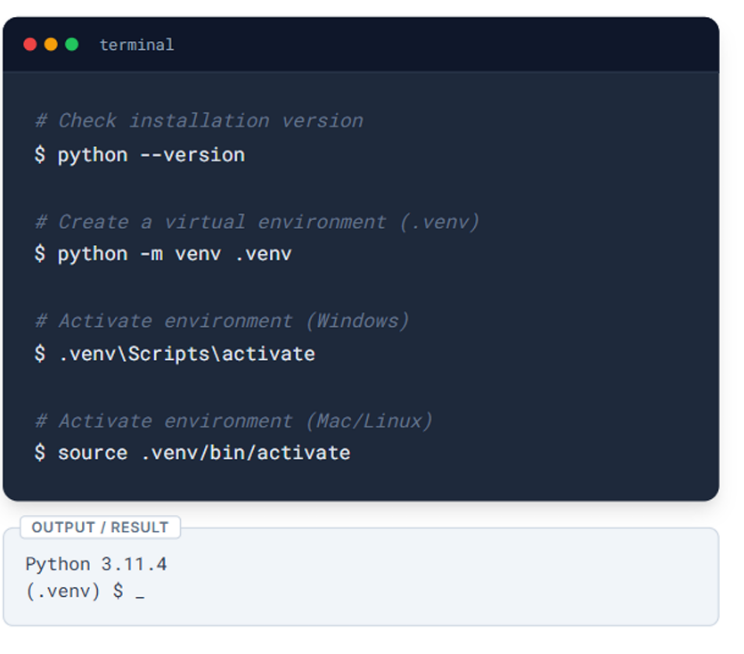 terminal
# Check installation version
$ python --version
# Create a virtual environment (.venv)
$ python -m venv .venv
# Activate environment (Windows)
$ .venv\Scripts\activate
# Activate environment (Mac/Linux)
$ source .venv/bin/activate
OUTPUT / RESULT
Python 3.11.4
(.venv) $ _